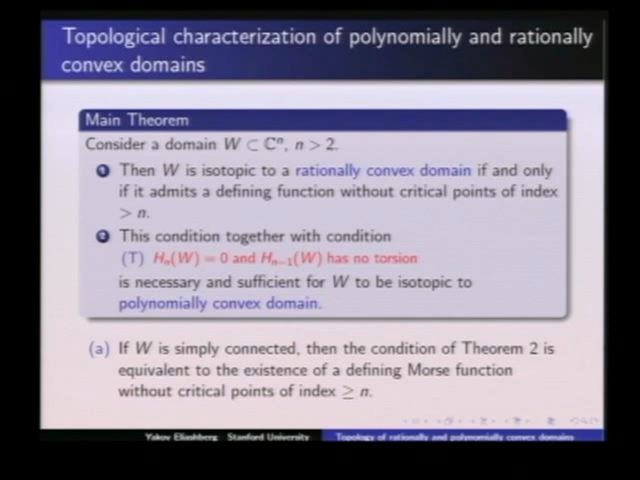 Topological characterization of polynomially and rationally
convex domains
Main Theorem
Consider a domain W ⊂ ℂⁿ, n > 2.
1 Then W is isotopic to a rationally convex domain if and only
if it admits a defining function without critical points of index
> n.
2 This condition together with condition
(T) Hₙ(W) = 0 and Hₙ₋₁(W) has no torsion
is necessary and sufficient for W to be isotopic to
polynomially convex domain.
(a) If W is simply connected, then the condition of Theorem 2 is
equivalent to the existence of a defining Morse function
without critical points of index ≥ n.
Yakov Eliashberg Stanford University Topology of rationally and polynomially convex domains